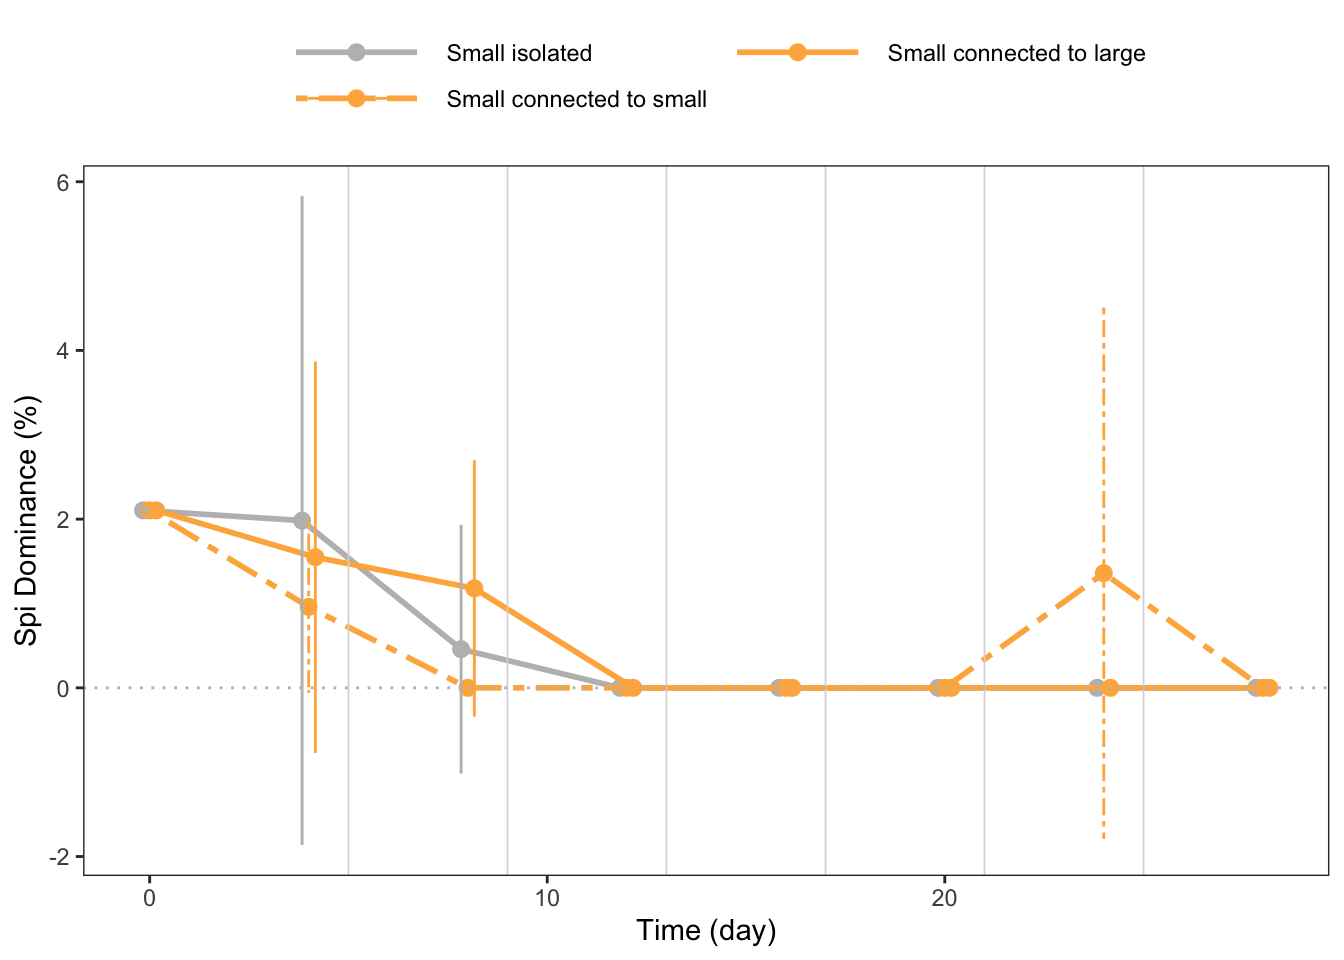 Small isolated
Small connected to large
Small connected to small
6
4
2
0
-2
Spi Dominance (%)
0
10
20
Time (day)